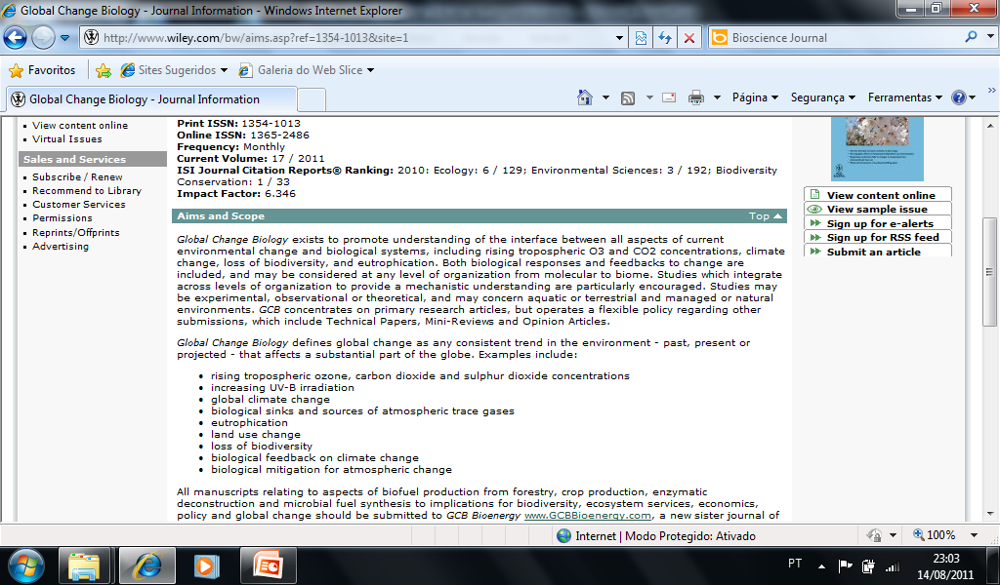 Global Change Biology - Journal Information - Windows Internet Explorer
http://www.wiley.com/bw/aims.asp?ref=1354-1013&site=1
Bioscience Journal
Favoritos
Sites Sugeridos
Galeria do Web Slice
Global Change Biology - Journal Information
Página
Segurança
Ferramentas
»
View content online
Virtual Issues
Sales and Services
Subscribe / Renew
Recommend to Library
Customer Services
Permissions
Reprints/Offprints
Advertising
Print ISSN: 1354-1013
Online ISSN: 1365-2486
Frequency: Monthly
Current Volume: 17 / 2011
ISI Journal Citation Reports® Ranking: 2010: Ecology: 6 / 129; Environmental Sciences: 3 / 192; Biodiversity
Conservation: 1 / 33
Impact Factor: 6.346
Aims and Scope
Top
Global Change Biology exists to promote understanding of the interface between all aspects of current
environmental change and biological systems, including rising tropospheric O3 and CO2 concentrations, climate
change, loss of biodiversity, and eutrophication. Both biological responses and feedbacks to change are
included, and may be considered at any level of organization from molecular to biome. Studies which integrate
across levels of organization to provide a mechanistic understanding are particularly encouraged. Studies may
be experimental, observational or theoretical, and may concern aquatic or terrestrial and managed or natural
environments. GCB concentrates on primary research articles, but operates a flexible policy regarding other
submissions, which include Technical Papers, Mini-Reviews and Opinion Articles.
Global Change Biology defines global change as any consistent trend in the environment - past, present or
projected - that affects a substantial part of the globe. Examples include:
rising tropospheric ozone, carbon dioxide and sulphur dioxide concentrations
increasing UV-B irradiation
global climate change
biological sinks and sources of atmospheric trace gases
eutrophication
land use change
loss of biodiversity
biological feedback on climate change
biological mitigation for atmospheric change
All manuscripts relating to aspects of biofuel production from forestry, crop production, enzymatic
deconstruction and microbial fuel synthesis to implications for biodiversity, ecosystem services, economics,
policy and global change should be submitted to GCB Bioenergy www.GCBBioenergy.com, a new sister journal of
View content online
View sample issue
Sign up for e-alerts
Sign up for RSS feed
Submit an article
Internet | Modo Protegido: Ativado
100%
PT
23:03
14/08/2011